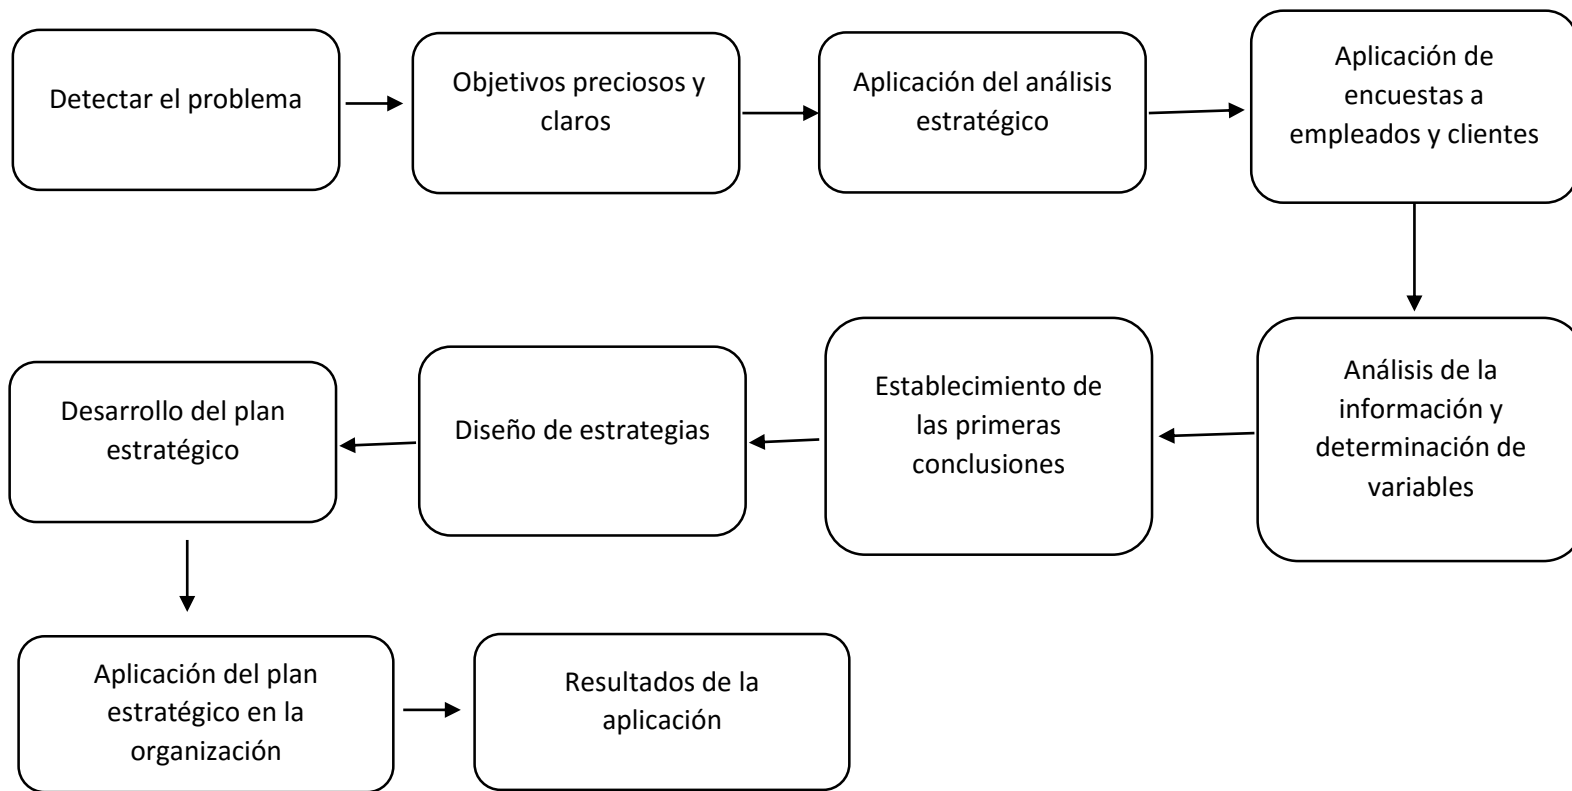 Detectar el problema
Objetivos preciosos y
claros
Aplicación del análisis
estratégico
Aplicación de
encuestas a
empleados y clientes
Análisis de la
información y
determinación de
variables
Establecimiento de
las primeras
conclusiones
Diseño de estrategias
Desarrollo del plan
estratégico
Aplicación del plan
estratégico en la
organización
Resultados de la
aplicación